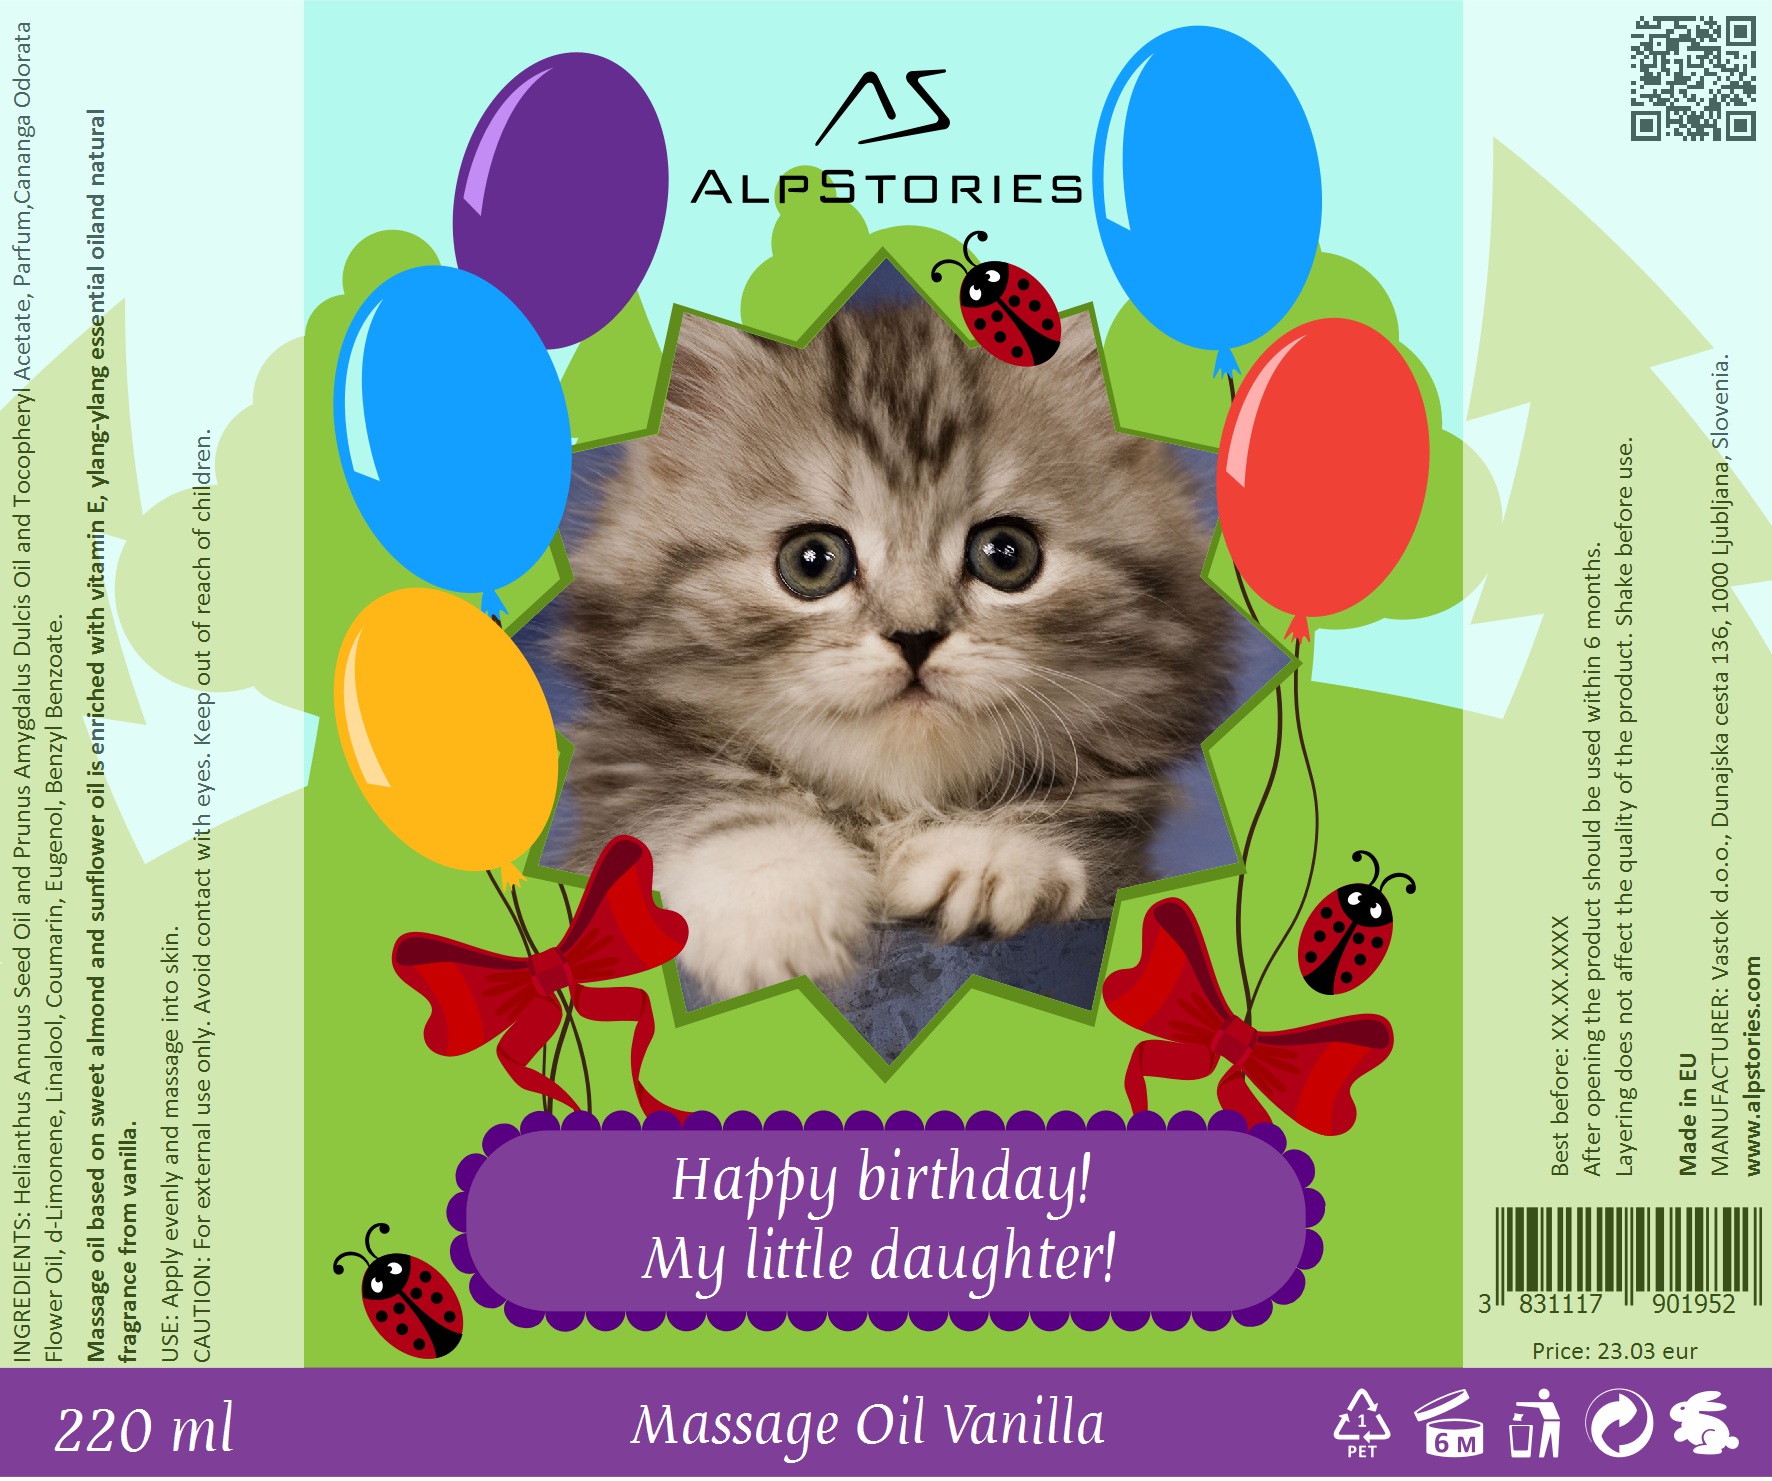 INGREDIENTS: Helianthus Annuus Seed Oil and Prunus Amygdalus Dulcis Oil and Tocopheryl Acetate, Parfum,Cananga Odorata
Flower Oil, d-Limonene, Linalool, Coumarin, Eugenol, Benzyl Benzoate.
Massage oil based on sweet almond and sunflower oil is enriched with vitamin E, ylang-ylang essential oiland natural
fragrance from vanilla.
USE: Apply evenly and massage into skin.
CAUTION: For external use only. Avoid contact with eyes. Keep out of reach of children.
AS
ALPSTORIES
Happy birthday!
My little daughter!
Best before: XX.XX.XXXX
After opening the product should be used within 6 months.
Layering does not affect the quality of the product. Shake before use.
Made in EU
MANUFACTURER: Vastok d.o.o., Dunajska cesta 136, 1000 Ljubljana, Slovenia.
www.alpstories.com
3 831117 901952
Price: 23.03 eur
220 ml
Massage Oil Vanilla
1
PET
6 M